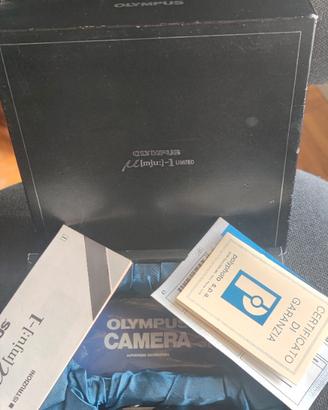 OLYMPUS
OLYMPUS
µ[mju:]-1 LIMITED
OLYMPUS
CAMERA
µ[mju:]-1
ISTRUZIONI
polyphoto s.p.a.
CERTIFICATO
DI
GARANZIA